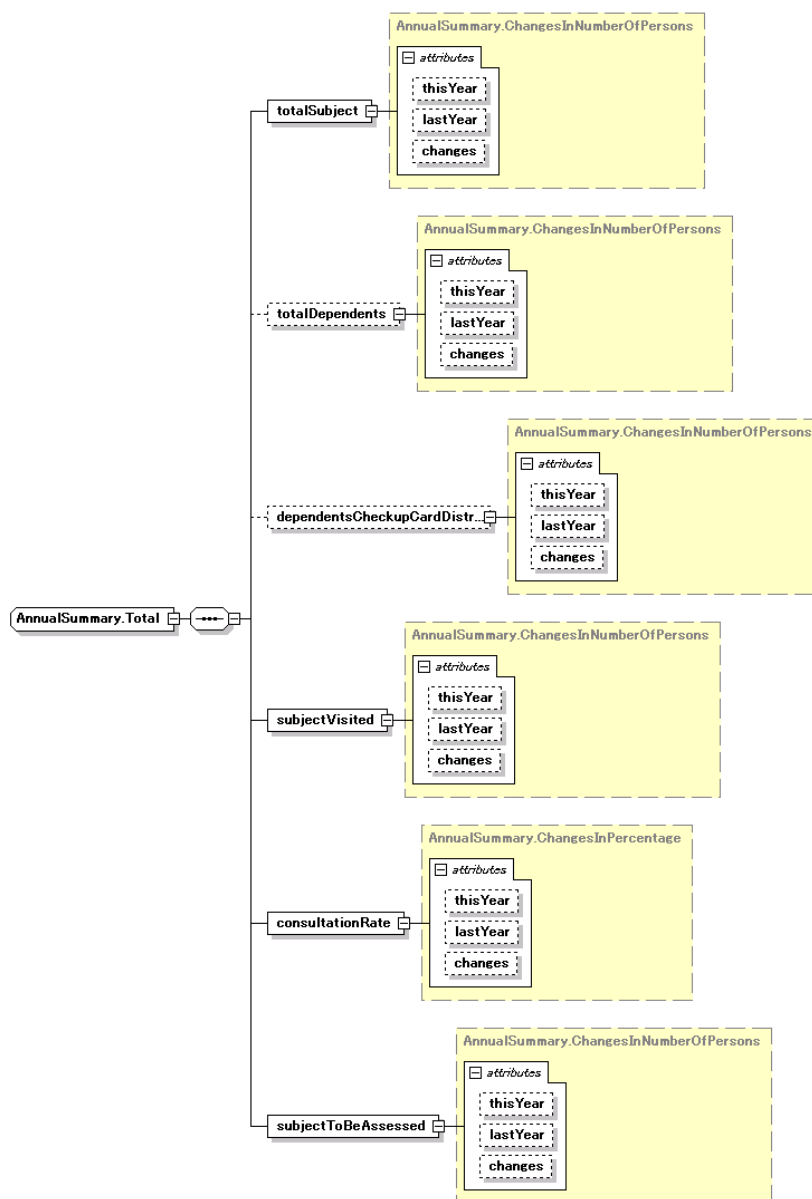 AnnualSummary.ChangesInNumberOfPersons
attributes
thisYear
totalSubject
lastYear
changes
AnnualSummary.ChangesInNumberOfPersons
attributes
thisYear
totalDependents
lastYear
changes
AnnualSummary.ChangesInNumberOfPersons
attributes
thisYear
dependentsCheckupCardDistr...
lastYear
changes
AnnualSummary.Total
AnnualSummary.ChangesInNumberOfPersons
attributes
thisYear
subjectVisited
lastYear
changes
AnnualSummary.ChangesInPercentage
attributes
thisYear
consultationRate
lastYear
changes
AnnualSummary.ChangesInNumberOfPersons
attributes
thisYear
subjectToBeAssessed
lastYear
changes